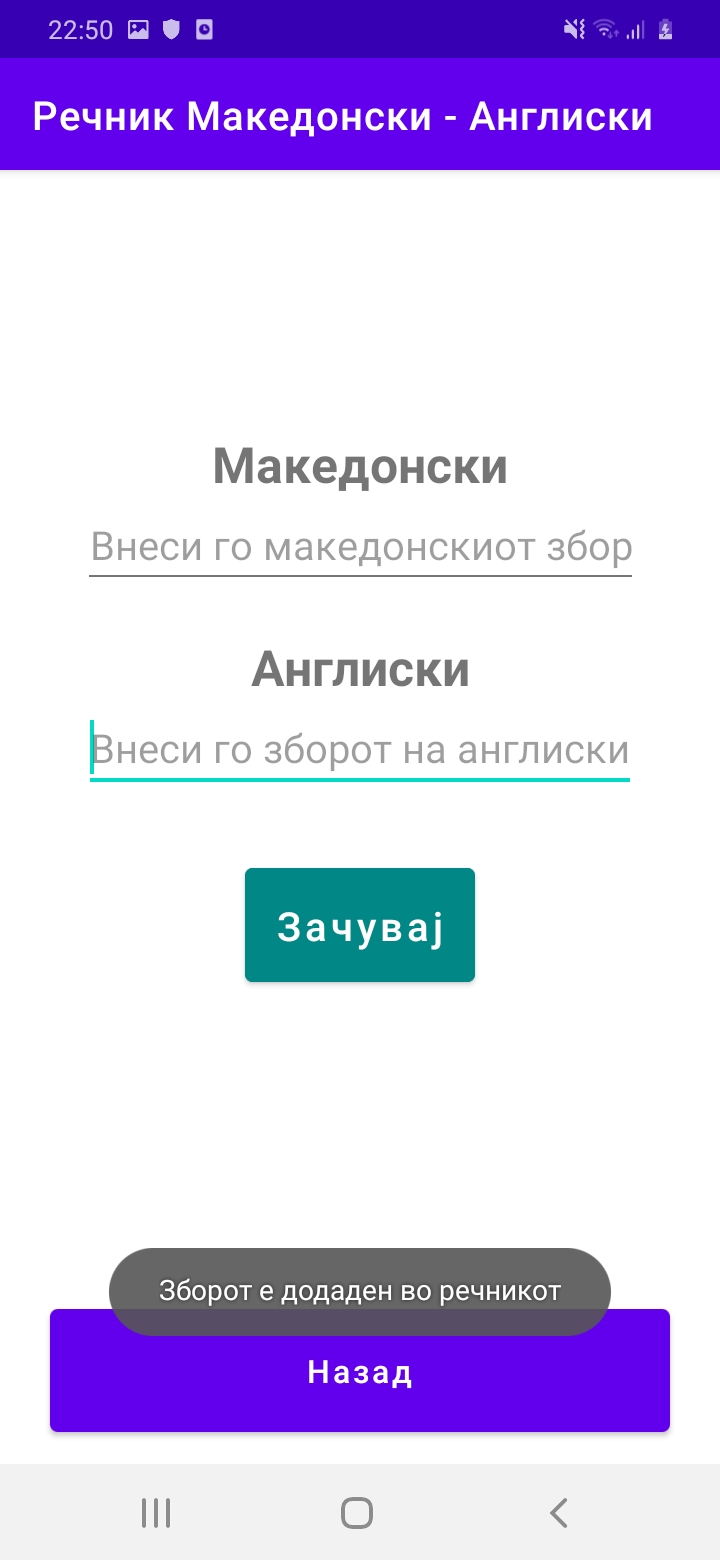 22:50
Речник Македонски - Англиски
Македонски
Внеси го македонскиот збор
Англиски
Внеси го зборот на англиски
Зачувај
Зборот е додаден во речникот
Назад